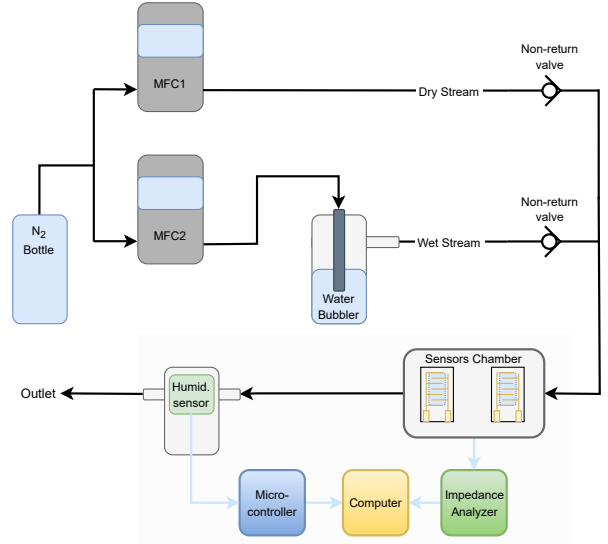 MFC1
Non-return
valve
Dry Stream
N2
Bottle
MFC2
Non-return
valve
Wet Stream
Water
Bubbler
Sensors Chamber
Outlet
Humid.
sensor
Micro-
controller
Computer
Impedance
Analyzer